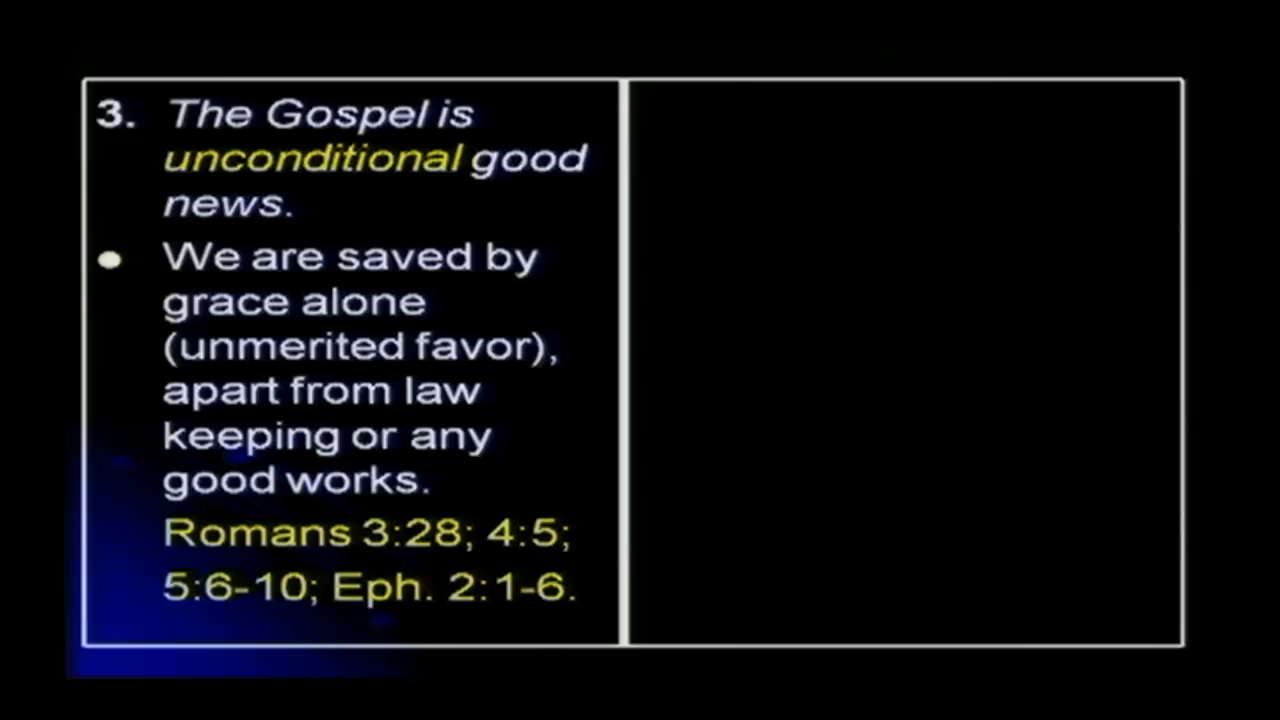 3. The Gospel is
unconditional good
news.
• We are saved by
grace alone
(unmerited favor),
apart from law
keeping or any
good works.
Romans 3:28; 4:5;
5:6-10; Eph. 2:1-6.